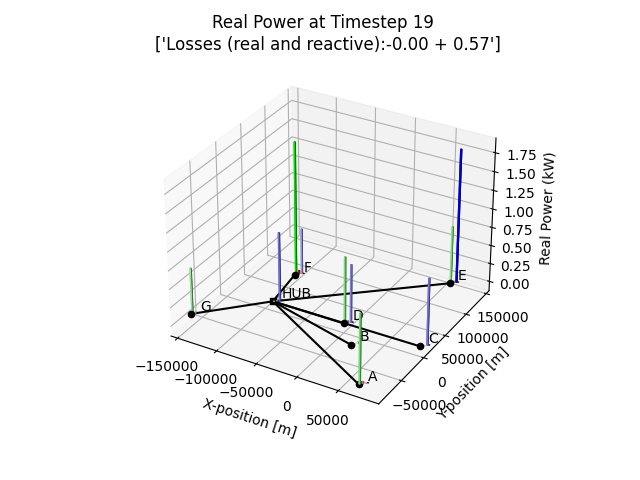 Real Power at Timestep 19
['Losses (real and reactive):-0.00 + 0.57']
1.75
1.50
1.25
1.00
0.75
0.50
0.25
0.00
Real Power (kW)
F
E
HUB
G
D
B
C
A
150000
100000
50000
0
−50000
Y-position [m]
−150000
−100000
−50000
0
50000
X-position [m]